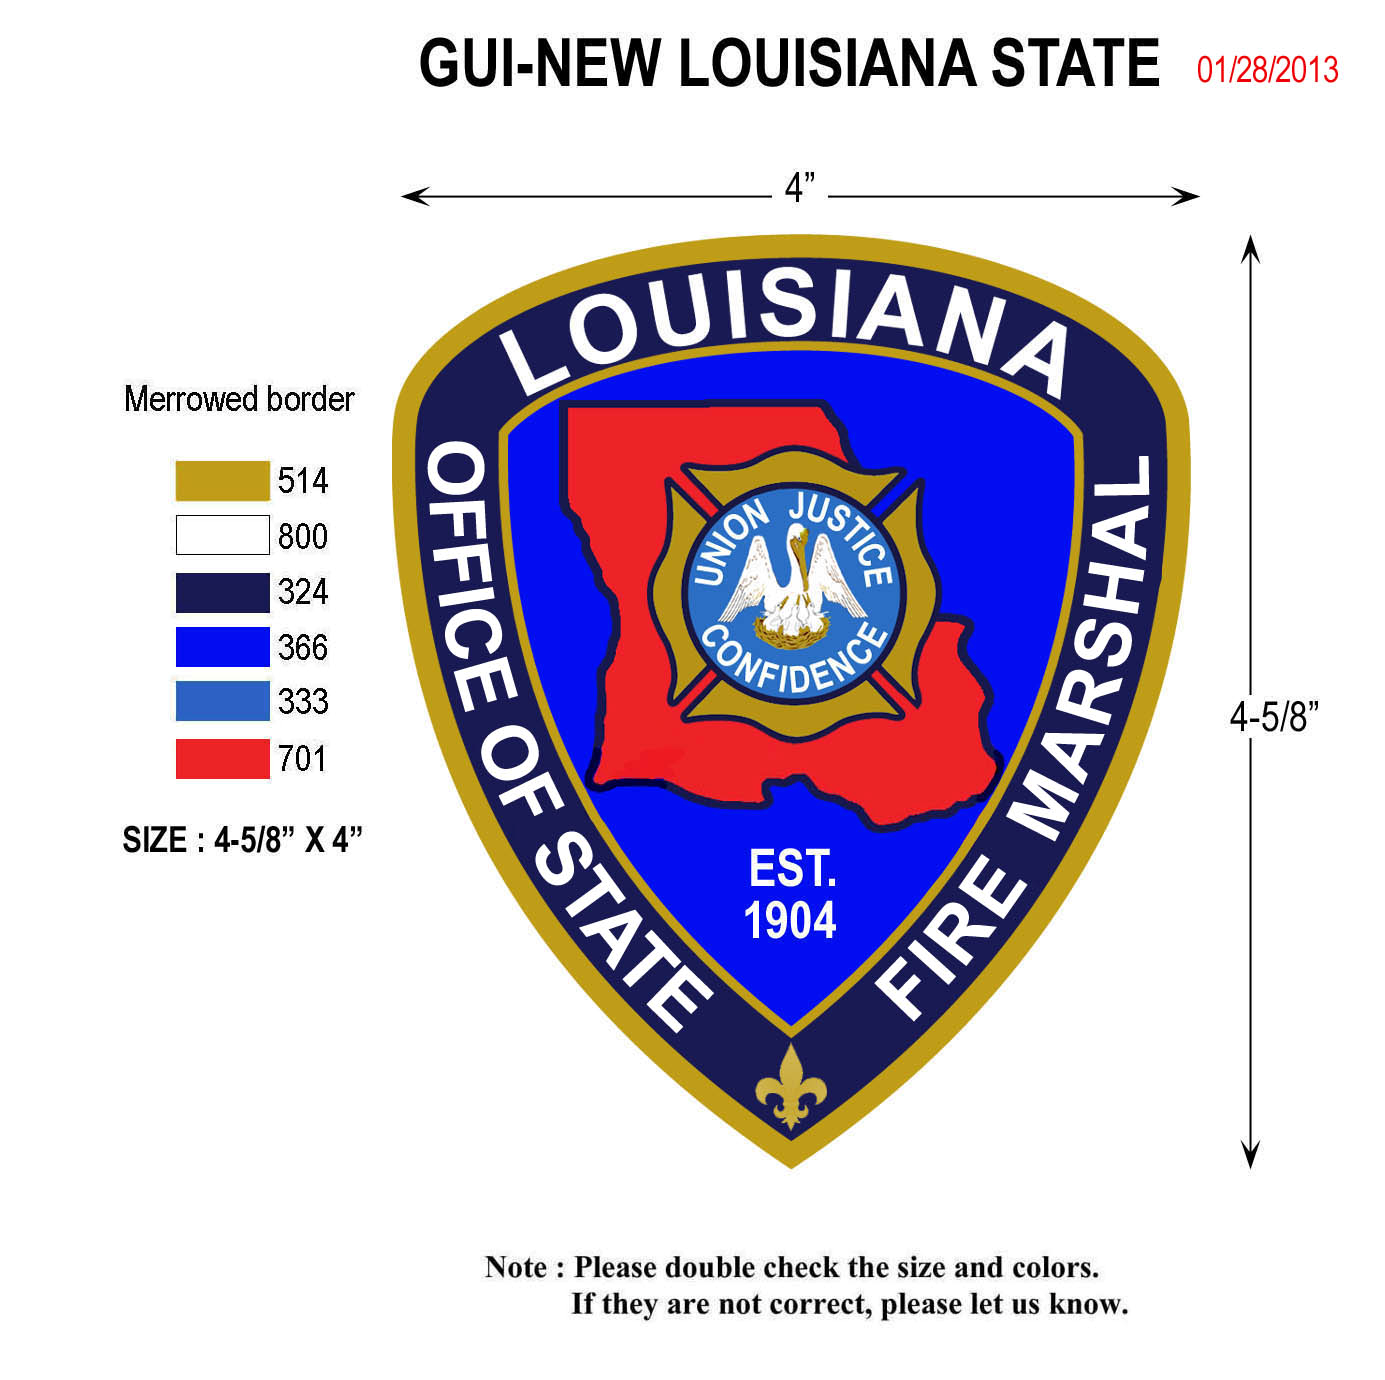 GUI-NEW LOUISIANA STATE 01/28/2013
4”
Merrowed border
514
800
324
366
333
701
SIZE : 4-5/8” X 4”
LOUISIANA
OFFICE OF STATE
FIRE MARSHAL
UNION JUSTICE
CONFIDENCE
EST.
1904
4-5/8”
Note : Please double check the size and colors.
If they are not correct, please let us know.